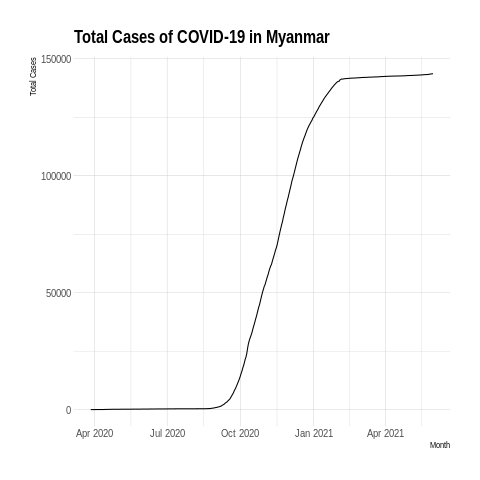 Total Cases of COVID-19 in Myanmar
Total Cases
150000
100000
50000
0
Apr 2020 Jul 2020 Oct 2020 Jan 2021 Apr 2021
Month